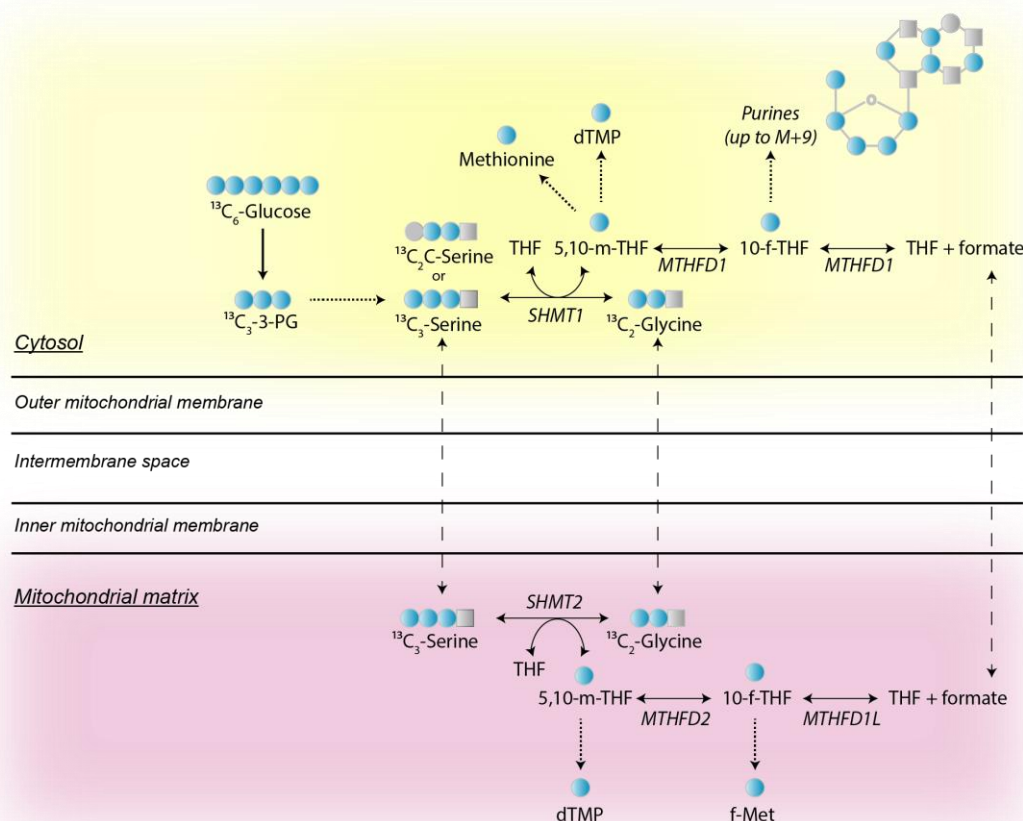 Purines
(up to M+9)
dTMP
Methionine
¹³C₆-Glucose
¹³C₂C-Serine
or
THF 5,10-m-THF 10-f-THF THF + formate
MTHFD1 MTHFD1
¹³C₃-3-PG
¹³C₃-Serine
SHMT1
¹³C₂-Glycine
Cytosol
Outer mitochondrial membrane
Intermembrane space
Inner mitochondrial membrane
Mitochondrial matrix
SHMT2
¹³C₃-Serine
¹³C₂-Glycine
THF
5,10-m-THF 10-f-THF THF + formate
MTHFD2 MTHFD1L
dTMP f-Met